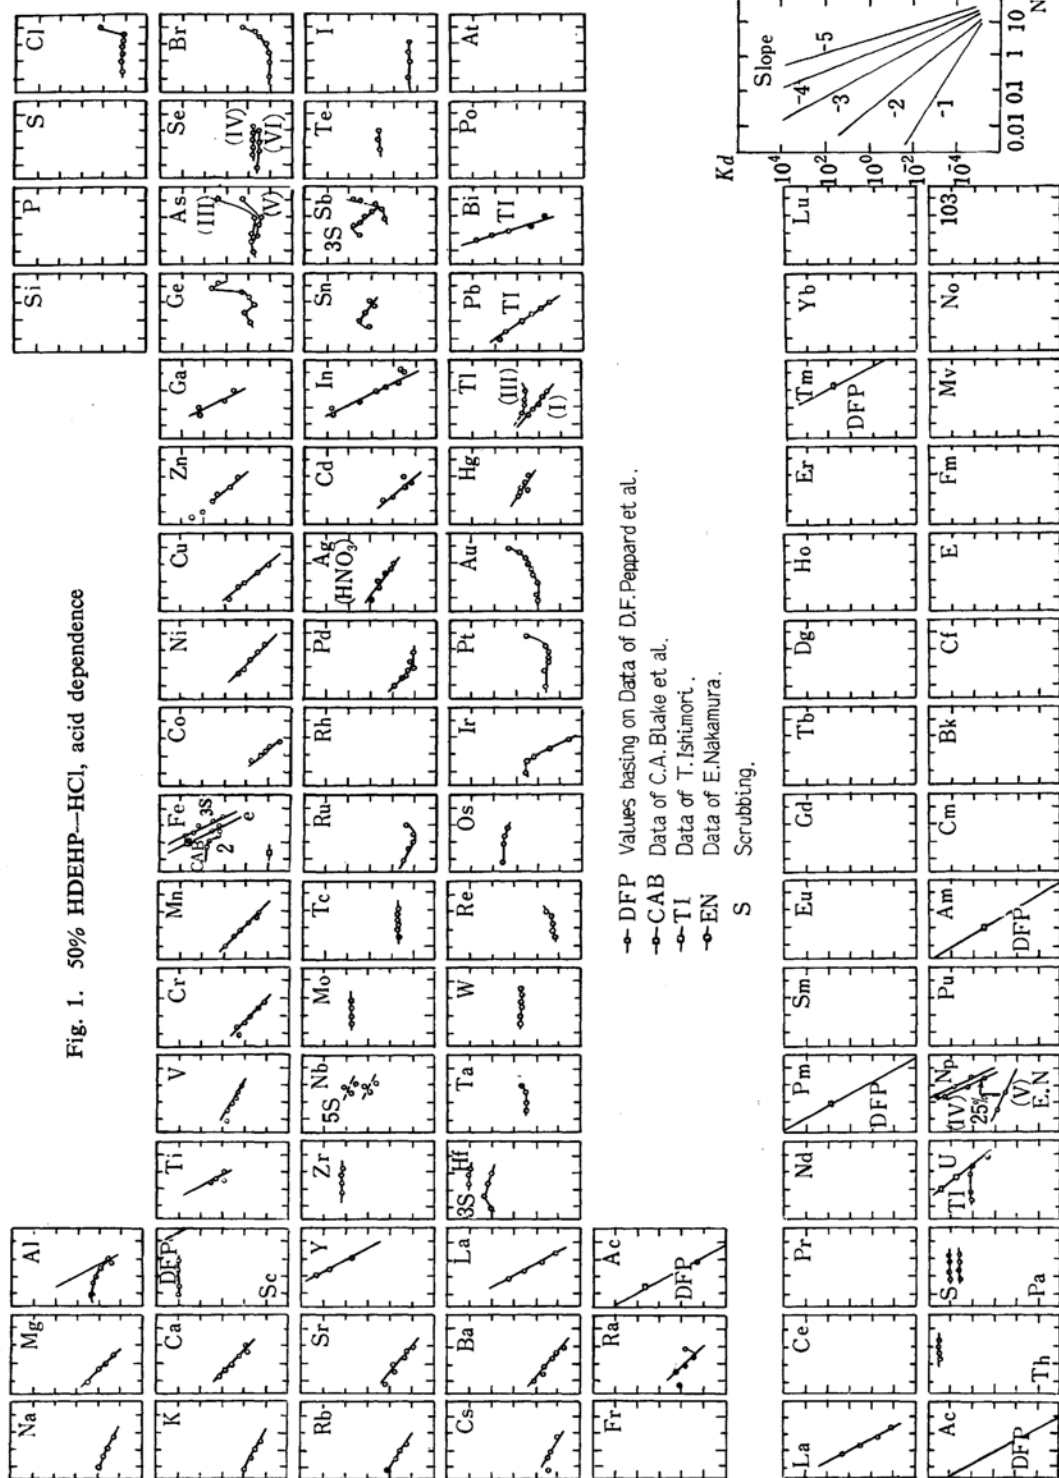 Fig. 1. 50% HDEHP—HCl, acid dependence
Na
Mg
Al
Si
P
S
Cl
K
Ca
DFP
Sc
Ti
V
Cr
Mn
Fe
CAB
3S
2
e
Co
Ni
Cu
Zn
Ga
Ge
As
(III)
(V)
Se
(IV)
(VI)
Br
Rb
Sr
Y
Zr
Nb
5S
Mo
Tc
Ru
Rh
Pd
Ag
(HNO₃)
Cd
In
Sn
Sb
3S
Te
I
Cs
Ba
La
Hf
3S
Ta
W
Re
Os
Ir
Pt
Au
Hg
Tl
(III)
(I)
Pb
TI
Bi
TI
Po
At
Fr
Ra
Ac
DFP
DFP Values basing on Data of D.F. Peppard et al.
CAB Data of C.A. Blake et al.
TI Data of T. Ishimori.
EN Data of E. Nakamura.
S Scrubbing.
La
Ce
Pr
Nd
Pm
DFP
Sm
Eu
Gd
Tb
Dg
Ho
Er
Tm
DFP
Yb
Lu
Ac
DFP
Th
Pa
S
U
TI
Np
(IV)
25%
(V)
E.N
Pu
Am
DFP
Cm
Bk
Cf
E
Fm
Mv
No
103
Kd
10⁴
10²
10⁰
10⁻²
10⁻⁴
Slope
-5
-4
-3
-2
-1
0.01 0.1 1 10
N